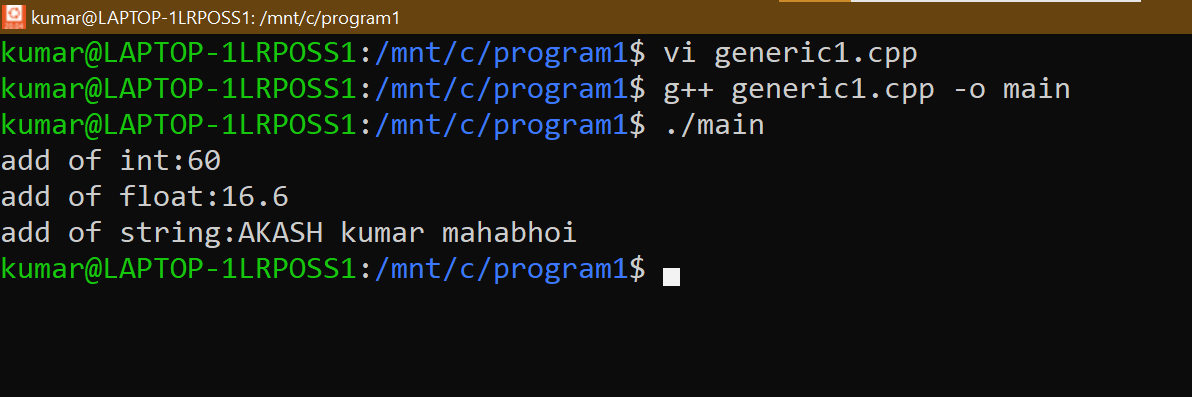 kumar@LAPTOP-1LRPOSS1: /mnt/c/program1
kumar@LAPTOP-1LRPOSS1:/mnt/c/program1$ vi generic1.cpp
kumar@LAPTOP-1LRPOSS1:/mnt/c/program1$ g++ generic1.cpp -o main
kumar@LAPTOP-1LRPOSS1:/mnt/c/program1$ ./main
add of int:60
add of float:16.6
add of string:AKASH kumar mahabhoi
kumar@LAPTOP-1LRPOSS1:/mnt/c/program1$